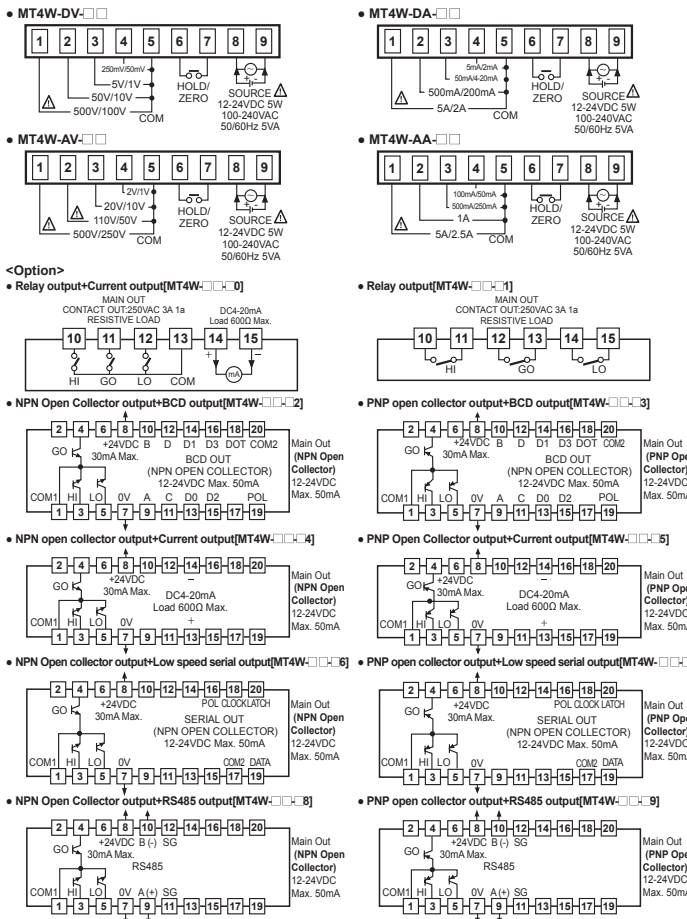 ● MT4W-DV-□□
1 2 3 4 5 6 7 8 9
250mV/50mV
5V/1V
50V/10V
500V/100V
COM
HOLD/
ZERO
SOURCE
12-24VDC 5W
100-240VAC
50/60Hz 5VA
● MT4W-DA-□□
1 2 3 4 5 6 7 8 9
5mA/2mA
50mA/4-20mA
500mA/200mA
5A/2A
COM
HOLD/
ZERO
SOURCE
12-24VDC 5W
100-240VAC
50/60Hz 5VA
● MT4W-AV-□□
1 2 3 4 5 6 7 8 9
2V/1V
20V/10V
110V/50V
500V/250V
COM
HOLD/
ZERO
SOURCE
12-24VDC 5W
100-240VAC
50/60Hz 5VA
● MT4W-AA-□□
1 2 3 4 5 6 7 8 9
100mA/50mA
500mA/250mA
1A
5A/2.5A
COM
HOLD/
ZERO
SOURCE
12-24VDC 5W
100-240VAC
50/60Hz 5VA
<Option>
● Relay output+Current output[MT4W-□□-□0]
MAIN OUT
CONTACT OUT:250VAC 3A 1a
RESISTIVE LOAD
DC4-20mA
Load 600Ω Max.
10 11 12 13 14 15
+ −
mA
HI GO LO COM
● Relay output[MT4W-□□-□1]
MAIN OUT
CONTACT OUT:250VAC 3A 1a
RESISTIVE LOAD
10 11 12 13 14 15
HI GO LO
● NPN Open Collector output+BCD output[MT4W-□□-□2]
2 4 6 8 10 12 14 16 18 20
+24VDC B D D1 D3 DOT COM2
GO 30mA Max.
BCD OUT
(NPN OPEN COLLECTOR)
12-24VDC Max. 50mA
COM1 HI LO 0V A C D0 D2 POL
1 3 5 7 9 11 13 15 17 19
Main Out
(NPN Open
Collector)
12-24VDC
Max. 50mA
● PNP open collector output+BCD output[MT4W-□□-□3]
2 4 6 8 10 12 14 16 18 20
+24VDC B D D1 D3 DOT COM2
GO 30mA Max.
BCD OUT
(NPN OPEN COLLECTOR)
12-24VDC Max. 50mA
COM1 HI LO 0V A C D0 D2 POL
1 3 5 7 9 11 13 15 17 19
Main Out
(PNP Ope
Collector)
12-24VDC
Max. 50m
● NPN open collector output+Current output[MT4W-□□-□4]
2 4 6 8 10 12 14 16 18 20
+24VDC −
GO 30mA Max.
DC4-20mA
Load 600Ω Max.
COM1 HI LO 0V +
1 3 5 7 9 11 13 15 17 19
Main Out
(NPN Open
Collector)
12-24VDC
Max. 50mA
● PNP Open Collector output+Current output[MT4W-□□-□5]
2 4 6 8 10 12 14 16 18 20
+24VDC −
GO 30mA Max.
DC4-20mA
Load 600Ω Max.
COM1 HI LO 0V +
1 3 5 7 9 11 13 15 17 19
Main Out
(PNP Open
Collector)
12-24VDC
Max. 50mA
● NPN Open collector output+Low speed serial output[MT4W-□□-□6]
2 4 6 8 10 12 14 16 18 20
+24VDC POL CLOCK LATCH
GO 30mA Max.
SERIAL OUT
(NPN OPEN COLLECTOR)
12-24VDC Max. 50mA
COM1 HI LO 0V COM2 DATA
1 3 5 7 9 11 13 15 17 19
Main Out
(NPN Open
Collector)
12-24VDC
Max. 50mA
● PNP open collector output+Low speed serial output[MT4W-□
2 4 6 8 10 12 14 16 18 20
+24VDC POL CLOCK LATCH
GO 30mA Max.
SERIAL OUT
(NPN OPEN COLLECTOR)
12-24VDC Max. 50mA
COM1 HI LO 0V COM2 DATA
1 3 5 7 9 11 13 15 17 19
Main Out
(PNP Open
Collector)
12-24VDC
Max. 50mA
● NPN Open Collector output+RS485 output[MT4W-□□-□8]
2 4 6 8 10 12 14 16 18 20
+24VDC B (-) SG
GO 30mA Max.
RS485
COM1 HI LO 0V A(+) SG
1 3 5 7 9 11 13 15 17 19
Main Out
(NPN Open
Collector)
12-24VDC
Max. 50mA
● PNP open collector output+RS485 output[MT4W-□□-□9]
2 4 6 8 10 12 14 16 18 20
+24VDC B (-) SG
GO 30mA Max.
RS485
COM1 HI LO 0V A(+) SG
1 3 5 7 9 11 13 15 17 19
Main Out
(PNP Open
Collector)
12-24VDC
Max. 50mA